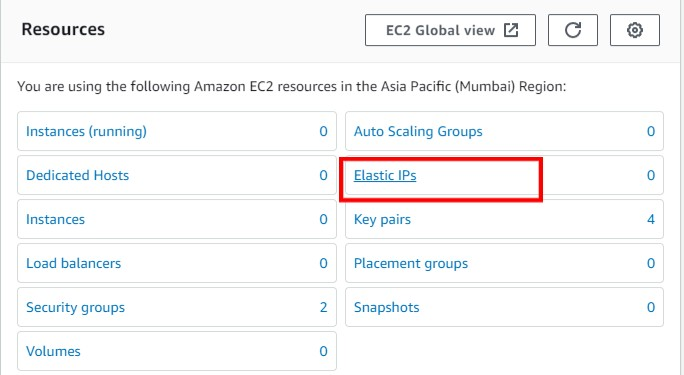 Resources
EC2 Global view
You are using the following Amazon EC2 resources in the Asia Pacific (Mumbai) Region:
Instances (running) 0 Auto Scaling Groups 0
Dedicated Hosts 0 Elastic IPs 0
Instances 0 Key pairs 4
Load balancers 0 Placement groups 0
Security groups 2 Snapshots 0
Volumes 0